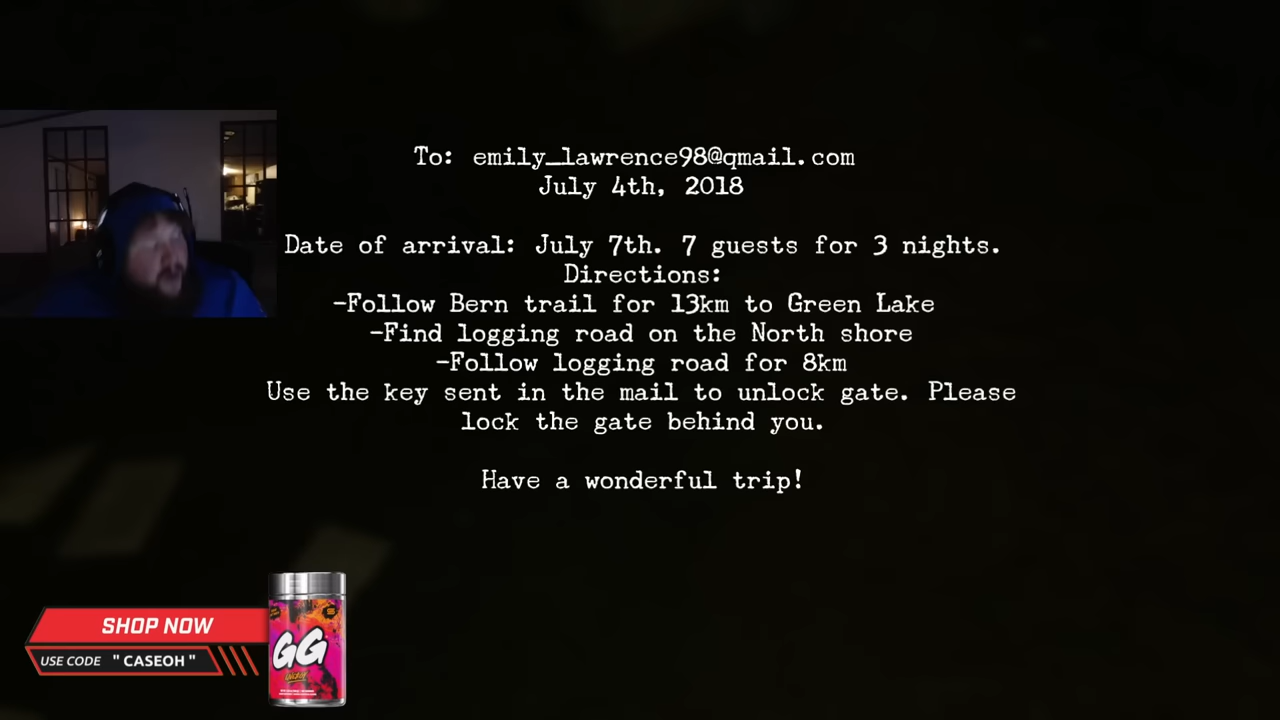 To: emily_lawrence98@qmail.com
July 4th, 2018
Date of arrival: July 7th. 7 guests for 3 nights.
Directions:
-Follow Bern trail for 13km to Green Lake
-Find logging road on the North shore
-Follow logging road for 8km
Use the key sent in the mail to unlock gate. Please
lock the gate behind you.
Have a wonderful trip!
SHOP NOW
USE CODE " CASEOH "
GG